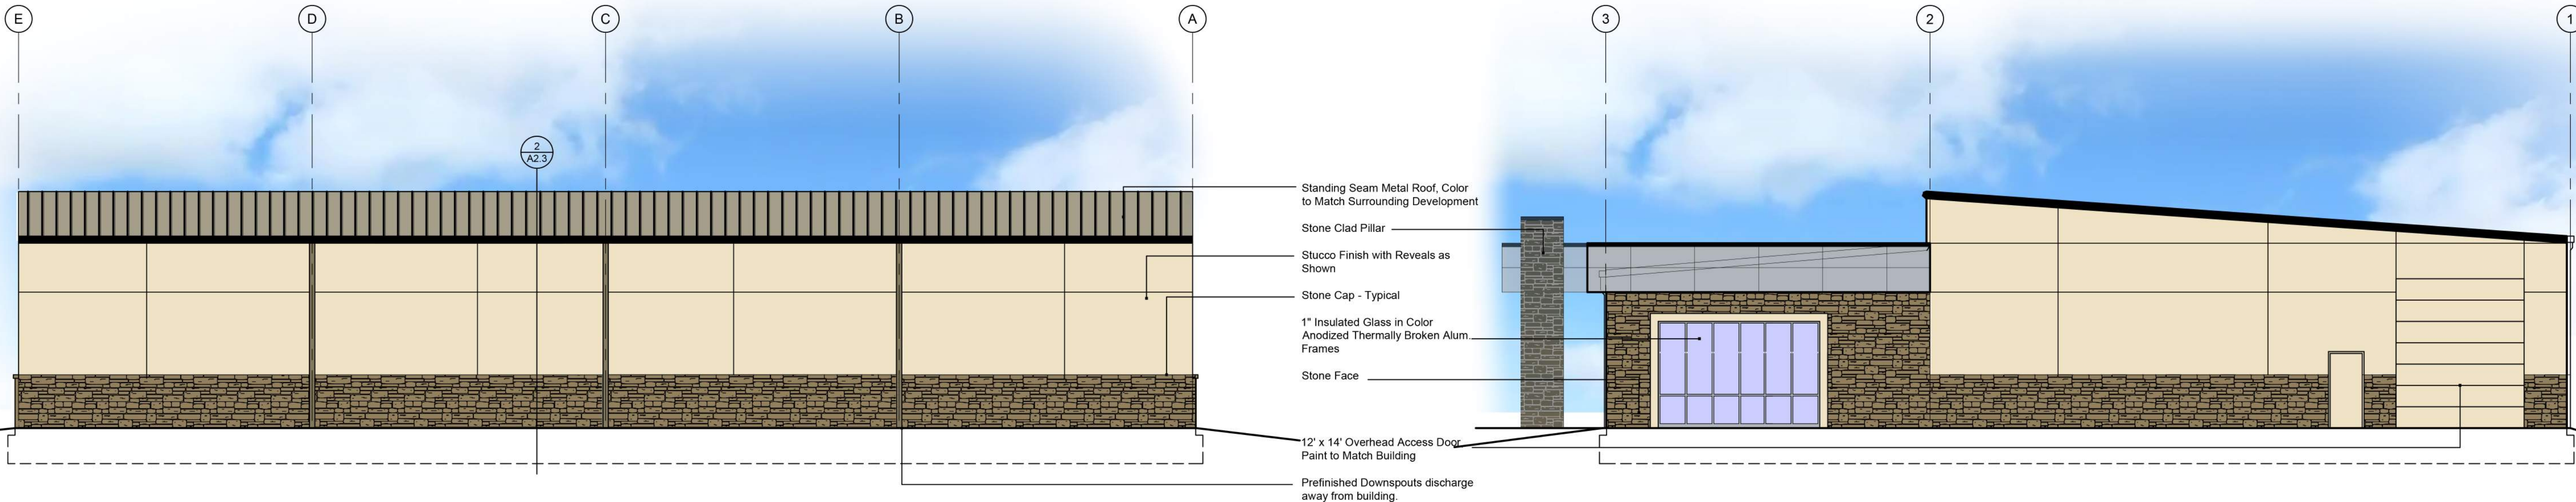 E
D
C
B
A
3
2
1
2
A2.3
Standing Seam Metal Roof, Color
to Match Surrounding Development
Stone Clad Pillar
Stucco Finish with Reveals as
Shown
Stone Cap - Typical
1" Insulated Glass in Color
Anodized Thermally Broken Alum.
Frames
Stone Face
12' x 14' Overhead Access Door
Paint to Match Building
Prefinished Downspouts discharge
away from building.